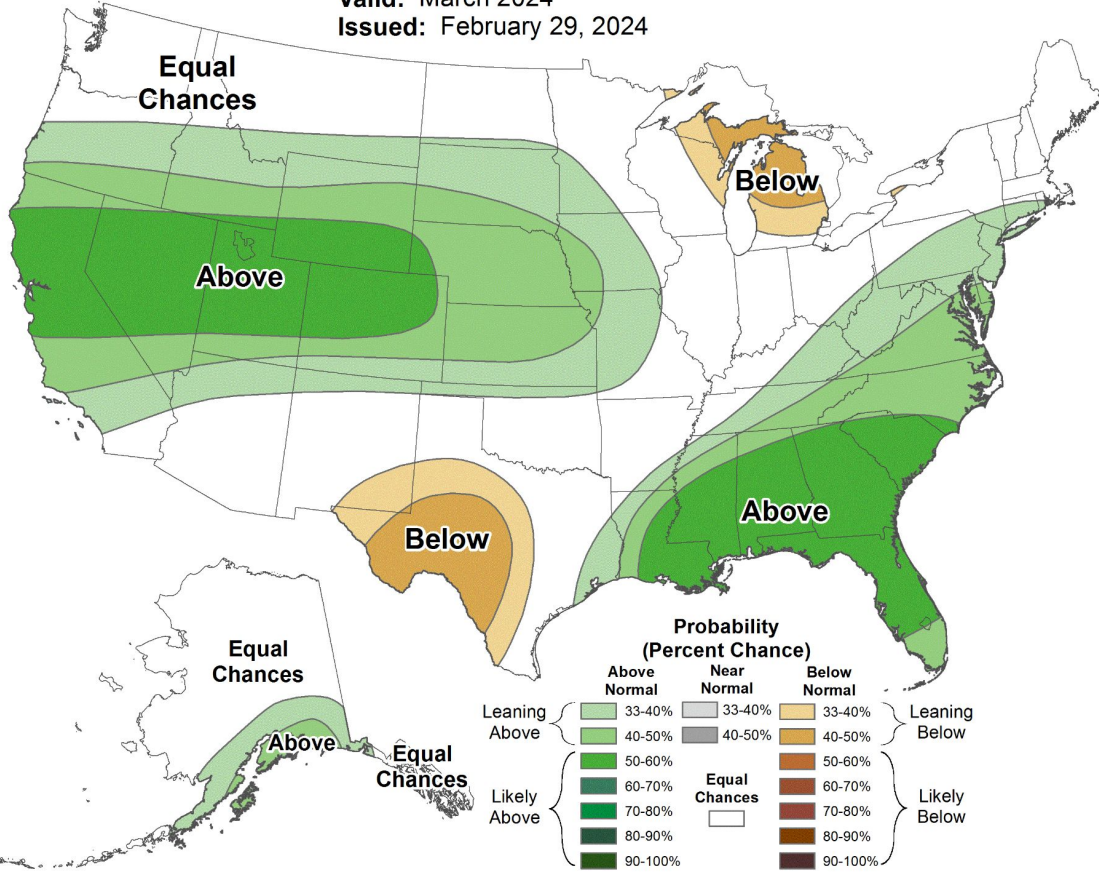 Valid: March 2024
Issued: February 29, 2024
Equal
Chances
Below
Above
Above
Below
Equal
Chances
Above
Equal
Chances
Probability
(Percent Chance)
Above
Normal
Near
Normal
Below
Normal
Leaning
Above
33-40%
33-40%
33-40%
Leaning
Below
40-50%
40-50%
40-50%
50-60%
50-60%
60-70%
60-70%
Equal
Chances
Likely
Above
70-80%
70-80%
Likely
Below
80-90%
80-90%
90-100%
90-100%